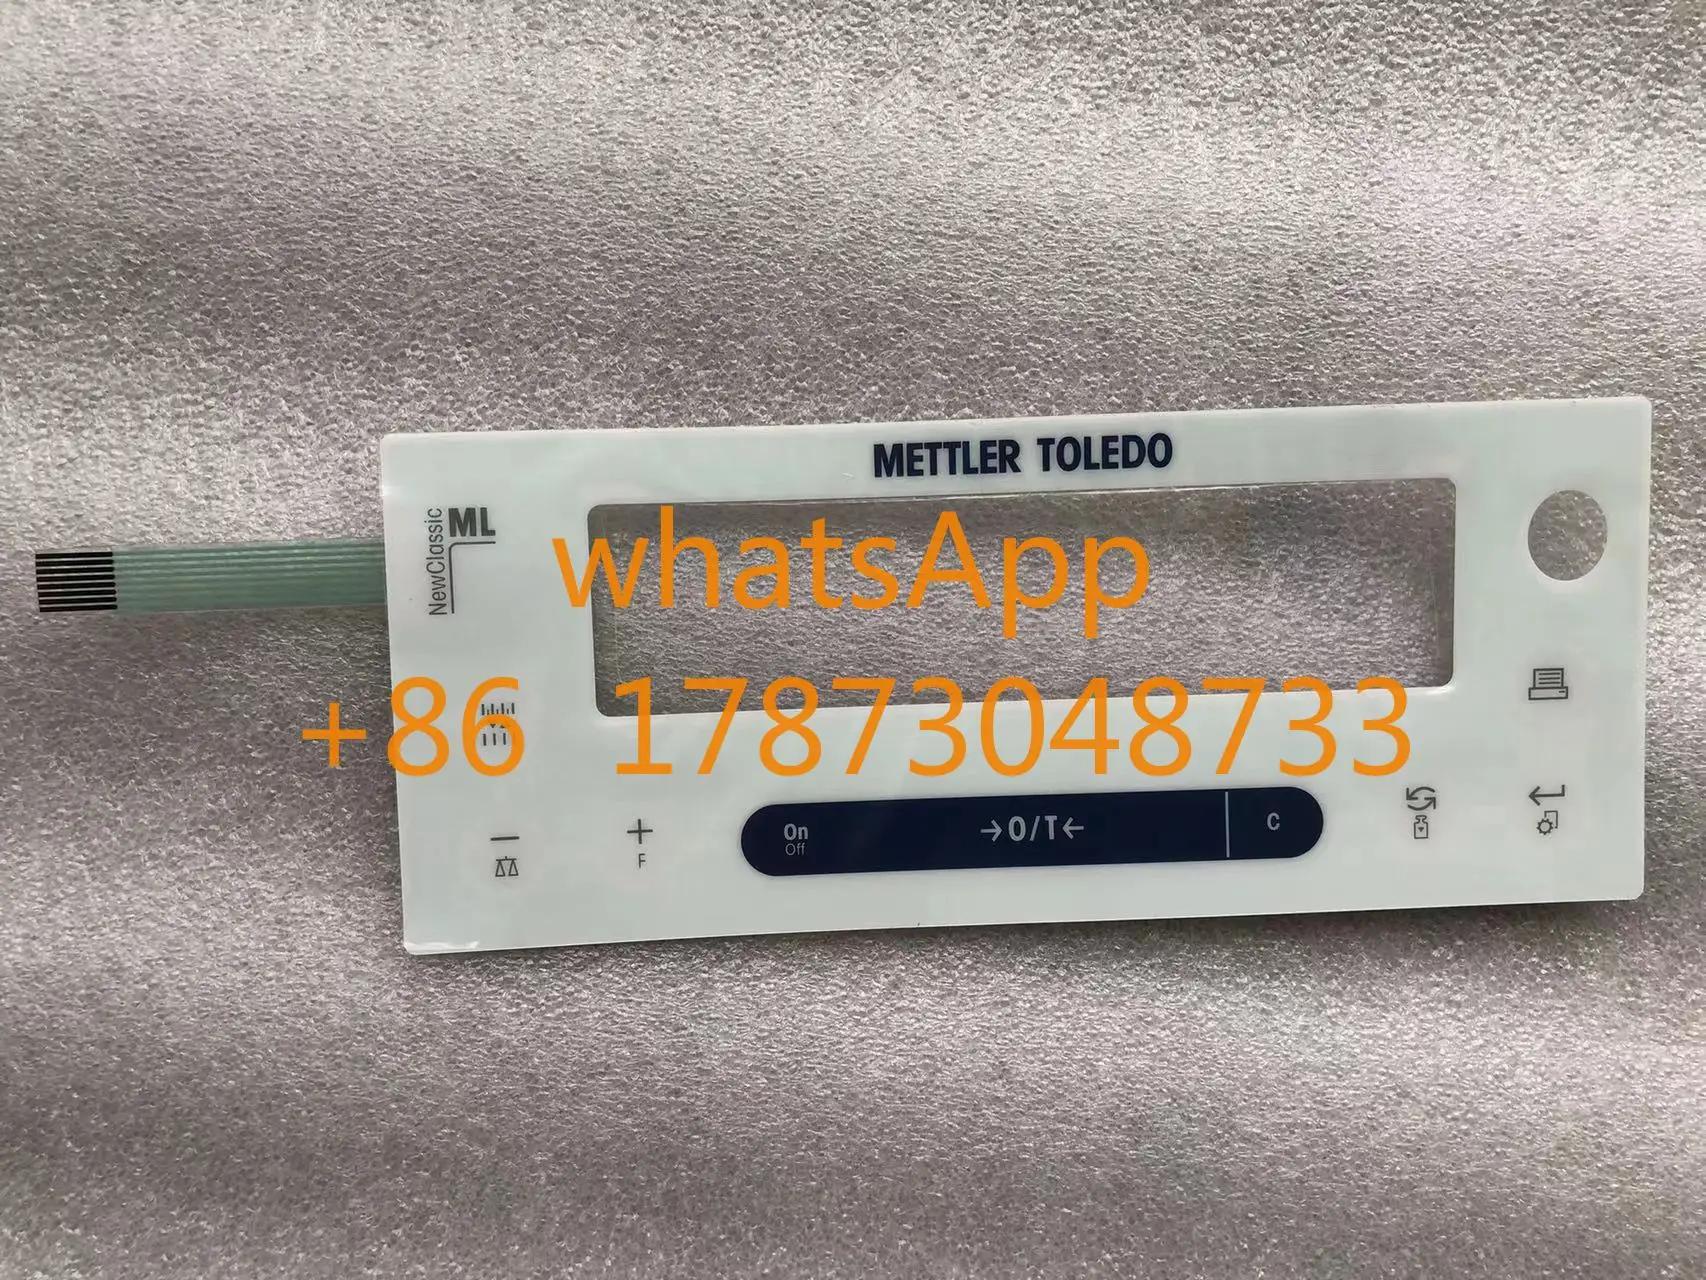 METTLER TOLEDO
NewClassic
ML
whatsApp
+86 17873048733
On
Off
→0/T←
C
−
+
F